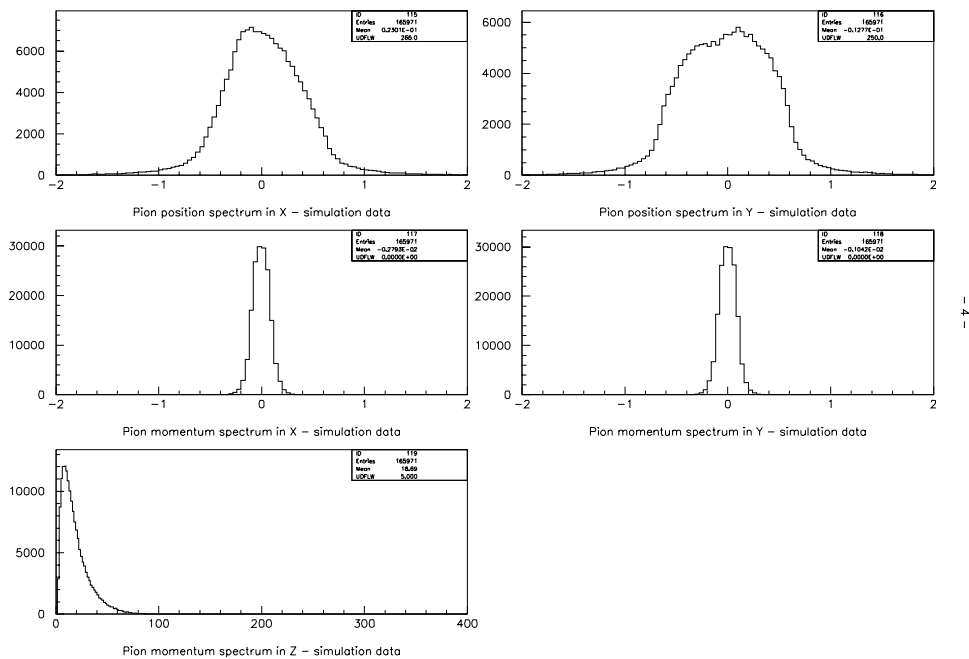 ID 115
Entries 165971
Mean 0.2301E-01
UDFLW 266.0
6000
4000
2000
0
-2 -1 0 1 2
Pion position spectrum in X - simulation data
ID 116
Entries 165971
Mean -0.1277E-01
UDFLW 250.0
6000
4000
2000
0
-2 -1 0 1 2
Pion position spectrum in Y - simulation data
ID 117
Entries 165971
Mean -0.2793E-02
UDFLW 0.0000E+00
30000
20000
10000
0
-2 -1 0 1 2
Pion momentum spectrum in X - simulation data
ID 118
Entries 165971
Mean -0.1042E-02
UDFLW 0.0000E+00
30000
20000
10000
0
-2 -1 0 1 2
Pion momentum spectrum in Y - simulation data
- 4 -
ID 119
Entries 165971
Mean 18.69
UDFLW 5.000
10000
5000
0
0 100 200 300 400
Pion momentum spectrum in Z - simulation data